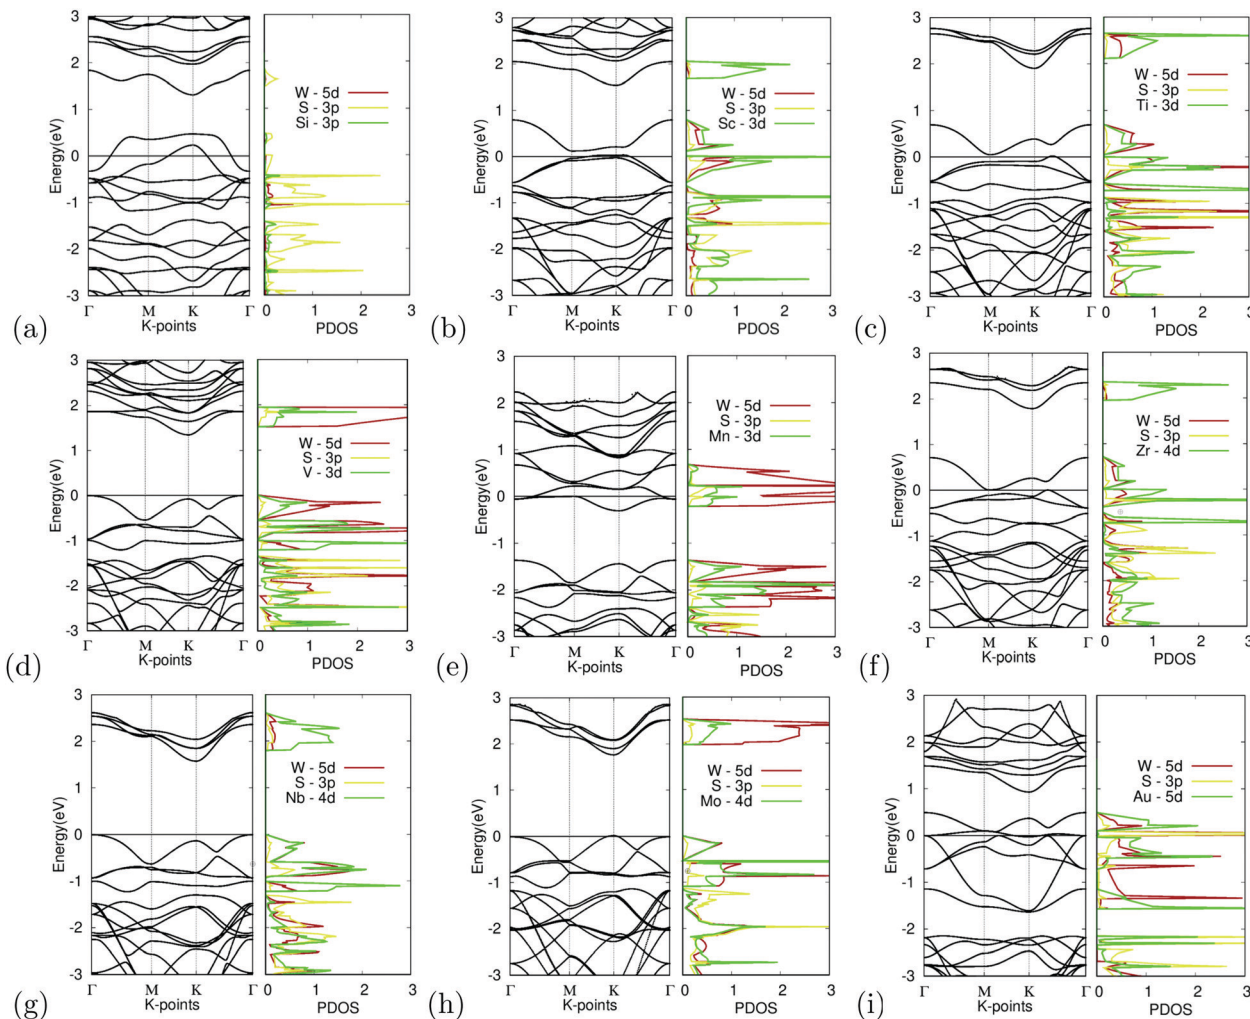 3
2
1
0
-1
-2
-3
Energy(eV)
Γ M K Γ
K-points
W - 5d
S - 3p
Si - 3p
0 1 2 3
PDOS
(a)
3
2
1
0
-1
-2
-3
Energy(eV)
Γ M K Γ
K-points
W - 5d
S - 3p
Sc - 3d
0 1 2 3
PDOS
(b)
3
2
1
0
-1
-2
-3
Energy(eV)
Γ M K Γ
K-points
W - 5d
S - 3p
Ti - 3d
0 1 2 3
PDOS
(c)
3
2
1
0
-1
-2
-3
Energy(eV)
Γ M K Γ
K-points
W - 5d
S - 3p
V - 3d
0 1 2 3
PDOS
(d)
3
2
1
0
-1
-2
-3
Energy(eV)
Γ M K Γ
K-points
W - 5d
S - 3p
Mn - 3d
0 1 2 3
PDOS
(e)
3
2
1
0
-1
-2
-3
Energy(eV)
Γ M K Γ
K-points
W - 5d
S - 3p
Zr - 4d
0 1 2 3
PDOS
(f)
3
2
1
0
-1
-2
-3
Energy(eV)
Γ M K Γ
K-points
W - 5d
S - 3p
Nb - 4d
0 1 2 3
PDOS
(g)
3
2
1
0
-1
-2
-3
Energy(eV)
Γ M K Γ
K-points
W - 5d
S - 3p
Mo - 4d
0 1 2 3
PDOS
(h)
3
2
1
0
-1
-2
-3
Energy(eV)
Γ M K Γ
K-points
W - 5d
S - 3p
Au - 5d
0 1 2 3
PDOS
(i)